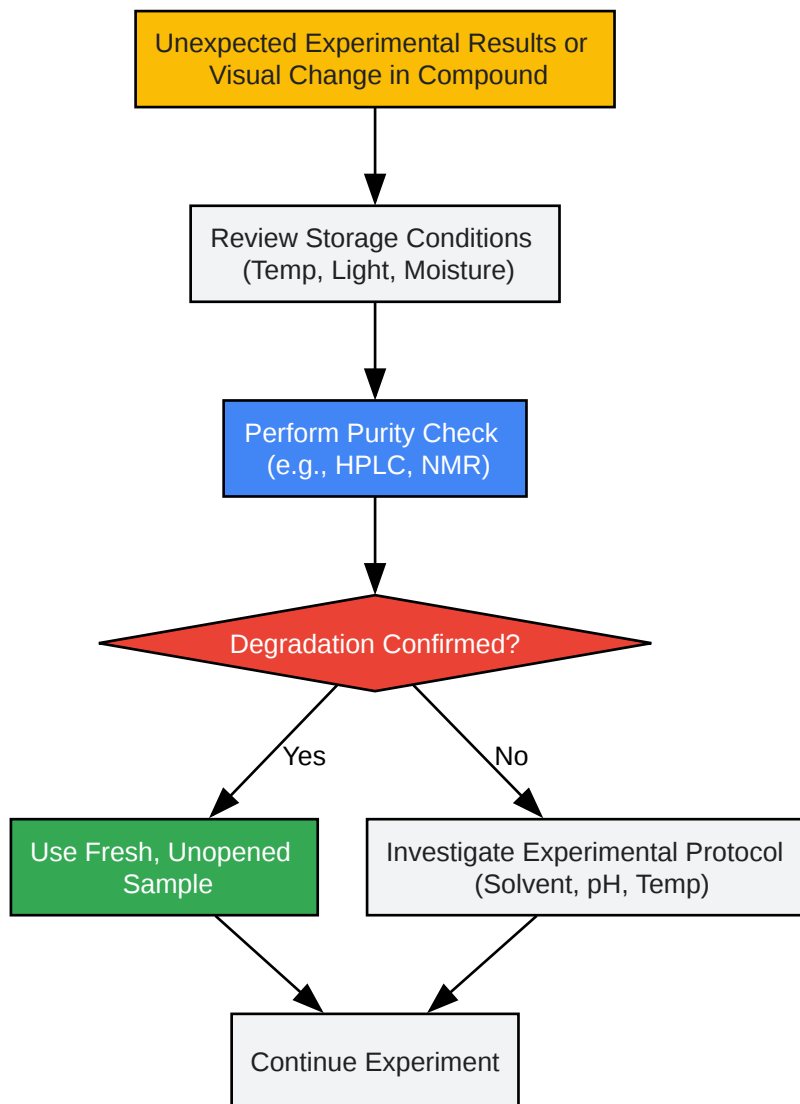 Unexpected Experimental Results or
Visual Change in Compound
Review Storage Conditions
(Temp, Light, Moisture)
Perform Purity Check
(e.g., HPLC, NMR)
Degradation Confirmed?
Yes
No
Use Fresh, Unopened
Sample
Investigate Experimental Protocol
(Solvent, pH, Temp)
Continue Experiment